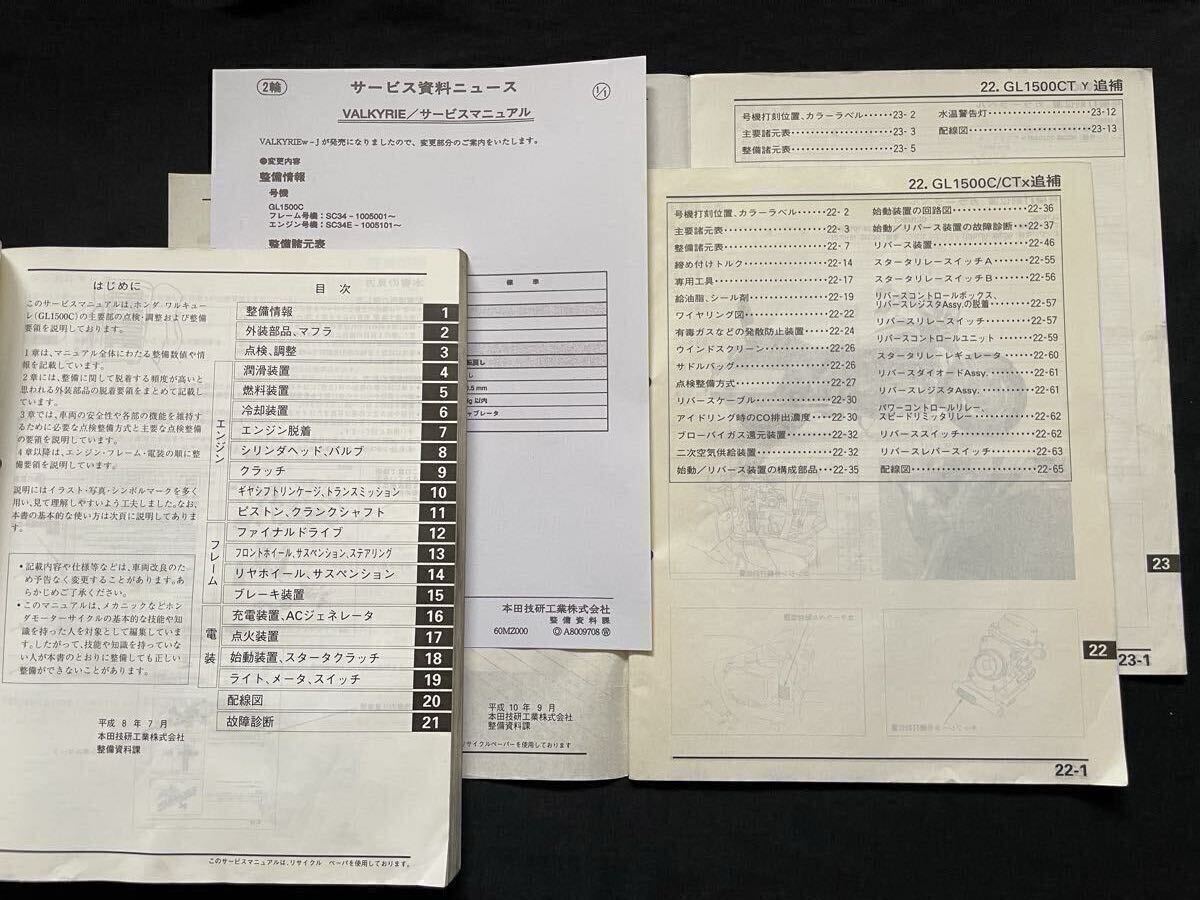 2輪
サービス資料ニュース
1/1
VALKYRIE/サービスマニュアル
VALKYRIEw-Jが発売になりましたので、変更部分のご案内をいたします。
●変更内容
整備情報
号機
GL1500C
フレーム号機:SC34-1005001~
エンジン号機:SC34E-1005101~
整備諸元表
標準
0.5 mm
以内
本田技研工業株式会社
整備資料課
60MZ000
Ⓒ A8009708 Ⓦ
22. GL1500CT Y 追補
号機打刻位置、カラーラベル……23- 2
主要諸元表……23- 3
整備諸元表……23- 5
水温警告灯……23-12
配線図……23-13
23
23-1
22. GL1500C/CTx追補
号機打刻位置、カラーラベル……22- 2
主要諸元表……22- 3
整備諸元表……22- 7
締め付けトルク……22-14
専用工具……22-17
給油脂、シール剤……22-19
ワイヤリング図……22-22
有毒ガスなどの発散防止装置……22-24
ウインドスクリーン……22-26
サドルバッグ……22-26
点検整備方式……22-27
リバースケーブル……22-30
アイドリング時のCO排出濃度……22-30
ブローバイガス還元装置……22-32
二次空気供給装置……22-32
始動/リバース装置の構成部品……22-35
始動装置の回路図……22-36
始動/リバース装置の故障診断……22-37
リバース装置……22-46
スタータリレースイッチA……22-55
スタータリレースイッチB……22-56
リバースコントロールボックス、
リバースレジスタAssy.の脱着……22-57
リバースリレースイッチ……22-57
リバースコントロールユニット……22-59
スタータリレーレギュレータ……22-60
リバースダイオードAssy.……22-61
リバースレジスタAssy.……22-61
パワーコントロールリレー、
スピードリミッタリレー……22-62
リバーススイッチ……22-62
リバースレバースイッチ……22-63
配線図……22-65
22
22-1
はじめに
このサービスマニュアルは、ホンダ ワルキュー
レ(GL1500C)の主要部の点検・調整および整備
要領を説明しております。
1章は、マニュアル全体にわたる整備数値や情
報を記載しています。
2章には、整備に関して脱着する頻度が高いと
思われる外装部品の脱着要領をまとめて記載し
ています。
3章では、車両の安全性や各部の機能を維持す
るために必要な点検整備方式と主要な点検整備
の要領を説明します。
4章以降は、エンジン・フレーム・電装の順に整
備要領を説明しています。
説明にはイラスト・写真・シンボルマークを多く
用い、見て理解しやすいよう工夫しました。なお、
本書の基本的な使い方は次頁に説明してありま
す。
•記載内容や仕様等などは、車両改良のた
め予告なく変更することがあります。あ
らかじめご了承ください。
•このマニュアルは、メカニックなどホン
ダモーターサイクルの基本的な技能や知
識を持った人を対象として編集していま
す。したがって、技能や知識を持っていな
い人が本書のとおりに整備しても正しい
整備ができないことがあります。
平成 8 年 7 月
本田技研工業株式会社
整備資料課
目 次
整備情報 1
外装部品、マフラ 2
点検、調整 3
エンジン
潤滑装置 4
燃料装置 5
冷却装置 6
エンジン脱着 7
シリンダヘッド、バルブ 8
クラッチ 9
ギヤシフトリンケージ、トランスミッション 10
ピストン、クランクシャフト 11
フレーム
ファイナルドライブ 12
フロントホイール、サスペンション、ステアリング 13
リヤホイール、サスペンション 14
ブレーキ装置 15
電装
充電装置、ACジェネレータ 16
点火装置 17
始動装置、スタータクラッチ 18
ライト、メータ、スイッチ 19
配線図 20
故障診断 21
このサービスマニュアルは、リサイクル ペーパを使用しております。
平成10年9月
本田技研工業株式会社
整備資料課
リサイクルペーパーを使用しております